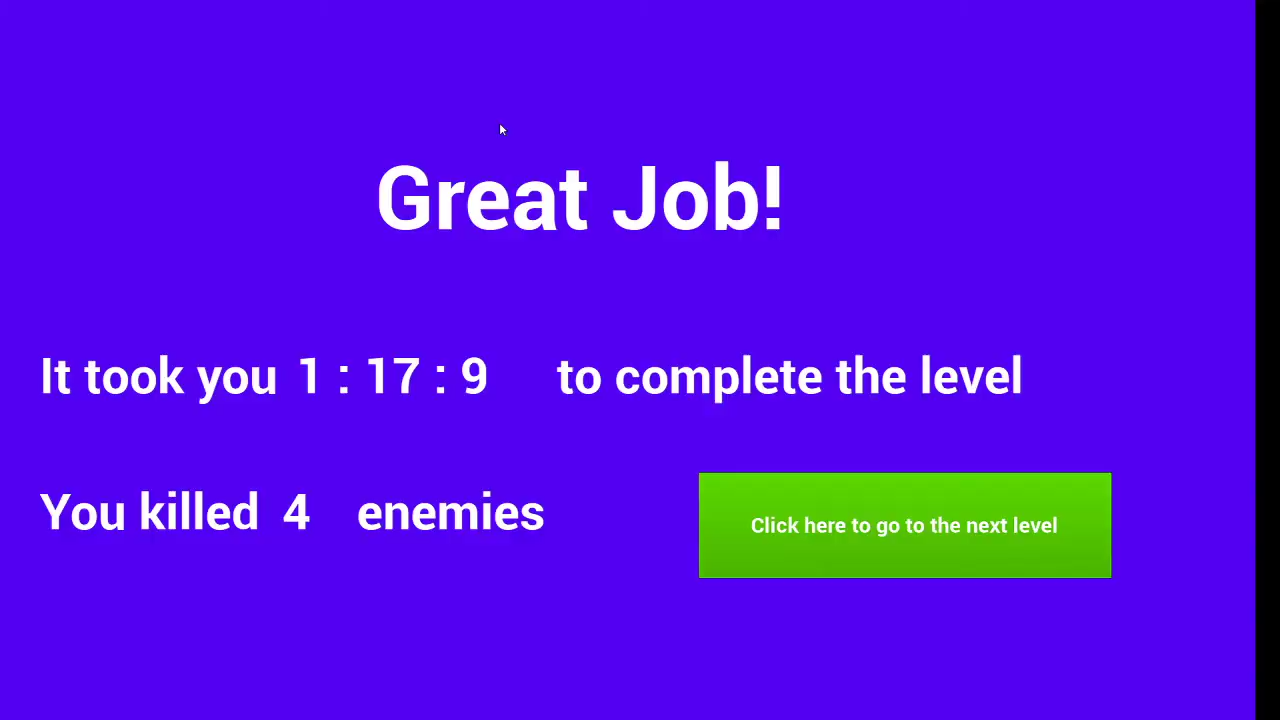 Great Job!
It took you 1 : 17 : 9 to complete the level
You killed 4 enemies
Click here to go to the next level